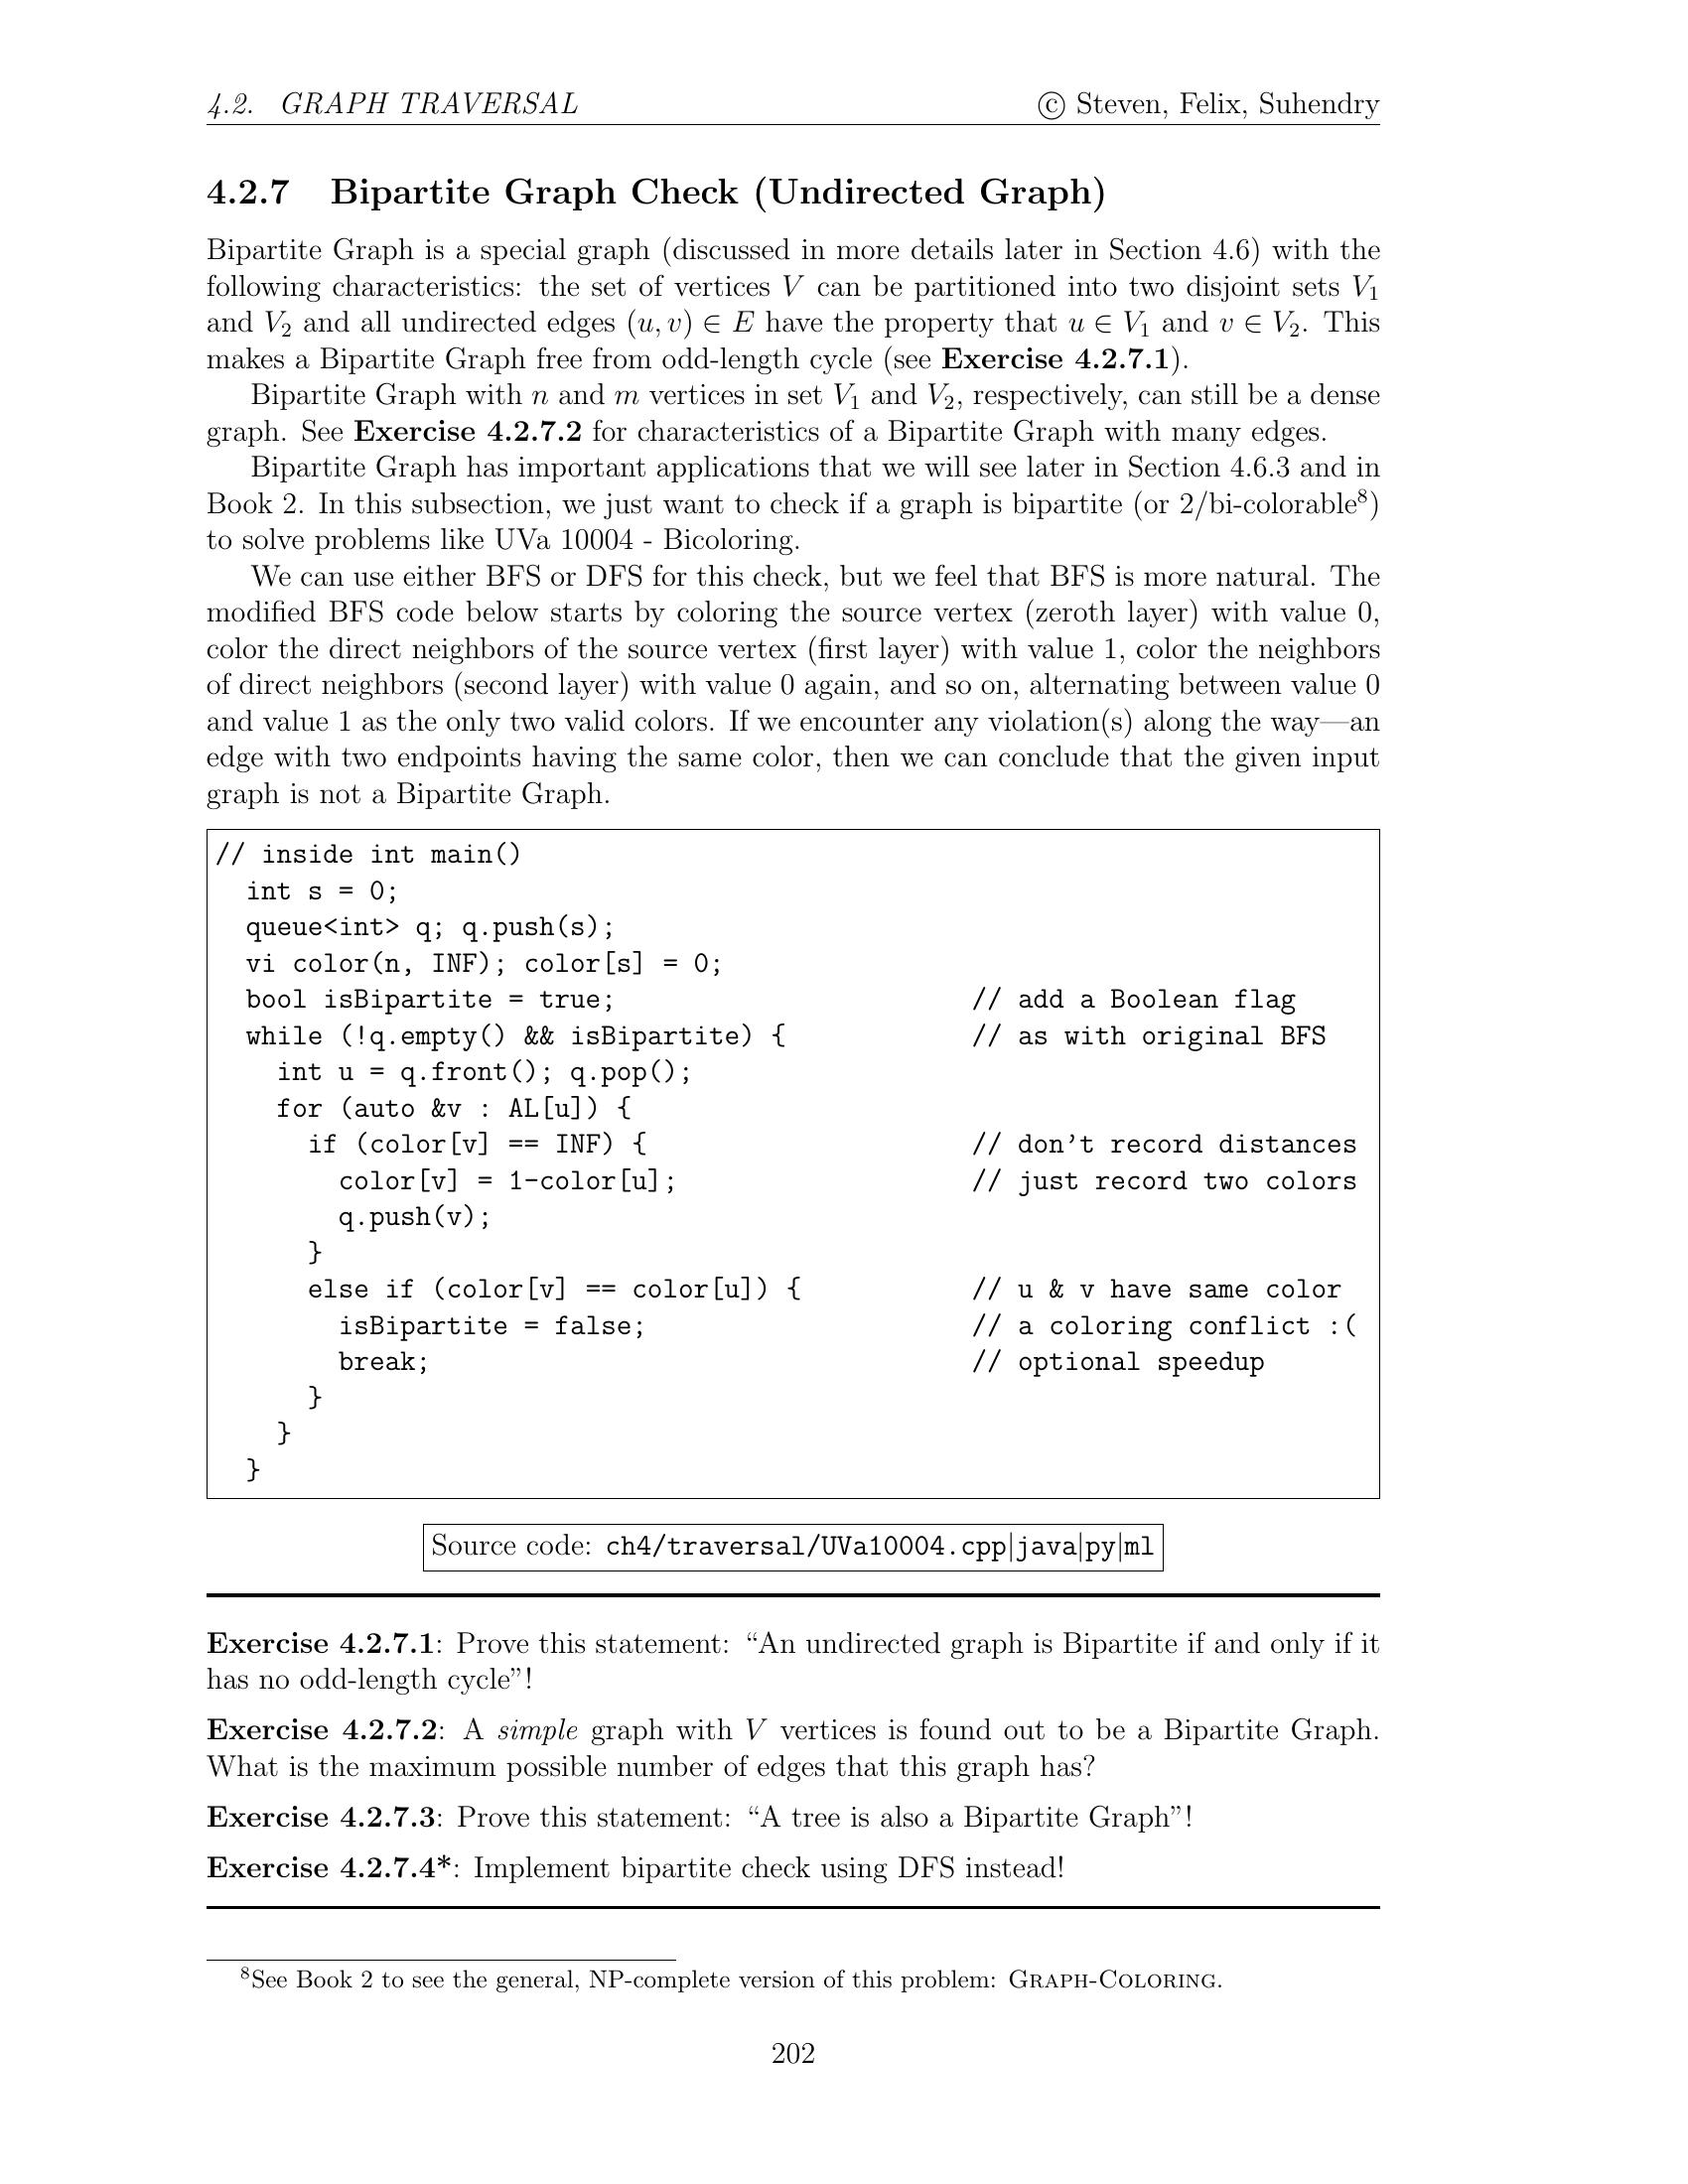 4.2. GRAPH TRAVERSAL © Steven, Felix, Suhendry
4.2.7 Bipartite Graph Check (Undirected Graph)
Bipartite Graph is a special graph (discussed in more details later in Section 4.6) with the
following characteristics: the set of vertices V can be partitioned into two disjoint sets V₁
and V₂ and all undirected edges (u, v) ∈ E have the property that u ∈ V₁ and v ∈ V₂. This
makes a Bipartite Graph free from odd-length cycle (see Exercise 4.2.7.1).
Bipartite Graph with n and m vertices in set V₁ and V₂, respectively, can still be a dense
graph. See Exercise 4.2.7.2 for characteristics of a Bipartite Graph with many edges.
Bipartite Graph has important applications that we will see later in Section 4.6.3 and in
Book 2. In this subsection, we just want to check if a graph is bipartite (or 2/bi-colorable⁸)
to solve problems like UVa 10004 - Bicoloring.
We can use either BFS or DFS for this check, but we feel that BFS is more natural. The
modified BFS code below starts by coloring the source vertex (zeroth layer) with value 0,
color the direct neighbors of the source vertex (first layer) with value 1, color the neighbors
of direct neighbors (second layer) with value 0 again, and so on, alternating between value 0
and value 1 as the only two valid colors. If we encounter any violation(s) along the way—an
edge with two endpoints having the same color, then we can conclude that the given input
graph is not a Bipartite Graph.
// inside int main()
  int s = 0;
  queue<int> q; q.push(s);
  vi color(n, INF); color[s] = 0;
  bool isBipartite = true; // add a Boolean flag
  while (!q.empty() && isBipartite) { // as with original BFS
    int u = q.front(); q.pop();
    for (auto &v : AL[u]) {
      if (color[v] == INF) { // don't record distances
        color[v] = 1-color[u]; // just record two colors
        q.push(v);
      }
      else if (color[v] == color[u]) { // u & v have same color
        isBipartite = false; // a coloring conflict :(
        break; // optional speedup
      }
    }
  }
Source code: ch4/traversal/UVa10004.cpp|java|py|ml
Exercise 4.2.7.1: Prove this statement: “An undirected graph is Bipartite if and only if it
has no odd-length cycle”!
Exercise 4.2.7.2: A simple graph with V vertices is found out to be a Bipartite Graph.
What is the maximum possible number of edges that this graph has?
Exercise 4.2.7.3: Prove this statement: “A tree is also a Bipartite Graph”!
Exercise 4.2.7.4*: Implement bipartite check using DFS instead!
⁸See Book 2 to see the general, NP-complete version of this problem: GRAPH-COLORING.
202